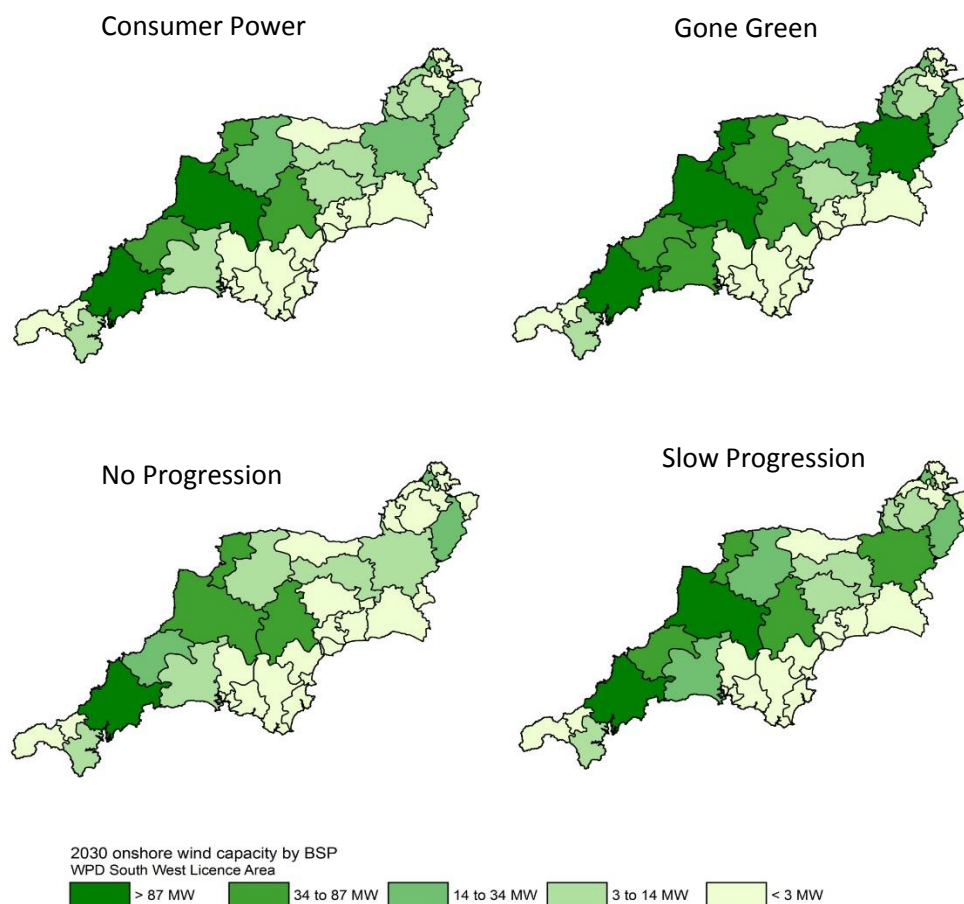 Consumer Power
Gone Green
No Progression
Slow Progression
2030 onshore wind capacity by BSP
WPD South West Licence Area
> 87 MW
34 to 87 MW
14 to 34 MW
3 to 14 MW
< 3 MW